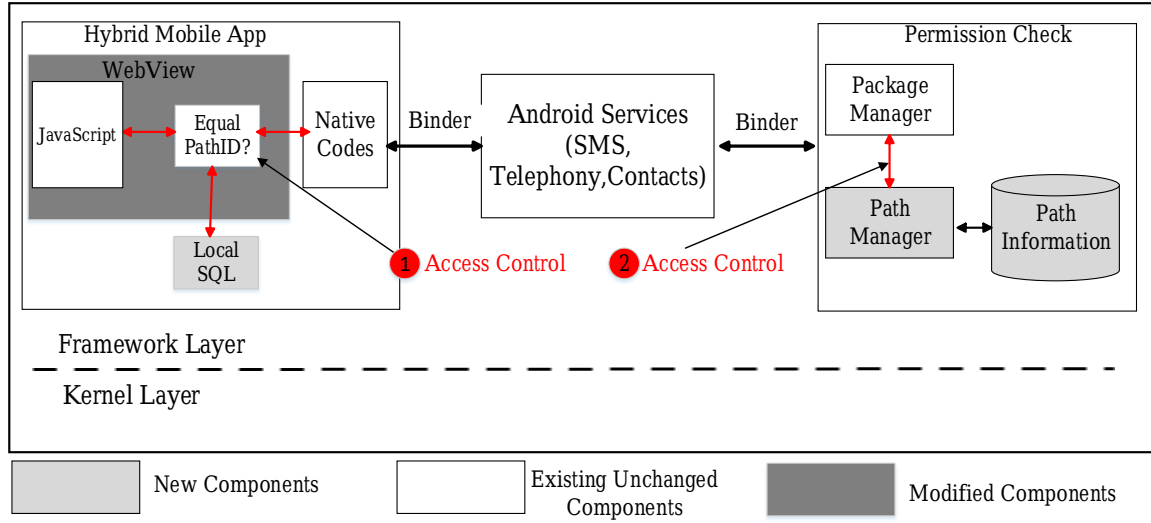 Hybrid Mobile App
WebView
JavaScript
Equal
PathID?
Native
Codes
Local
SQL
Binder
Android Services
(SMS,
Telephony,Contacts)
Binder
Permission Check
Package
Manager
Path
Manager
Path
Information
1 Access Control
2 Access Control
Framework Layer
Kernel Layer
New Components
Existing Unchanged
Components
Modified Components